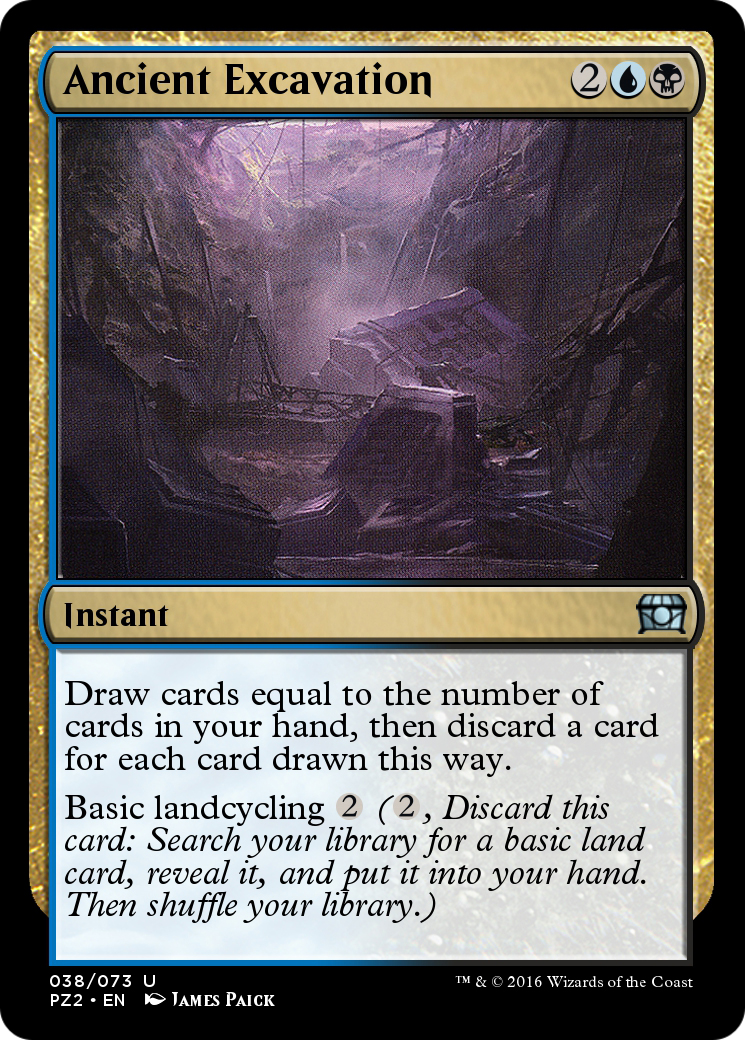 Ancient Excavation 2
Instant
Draw cards equal to the number of
cards in your hand, then discard a card
for each card drawn this way.
Basic landcycling 2 (2, Discard this
card: Search your library for a basic land
card, reveal it, and put it into your hand.
Then shuffle your library.)
038/073 U
™ & © 2016 Wizards of the Coast
PZ2 • EN James Paick